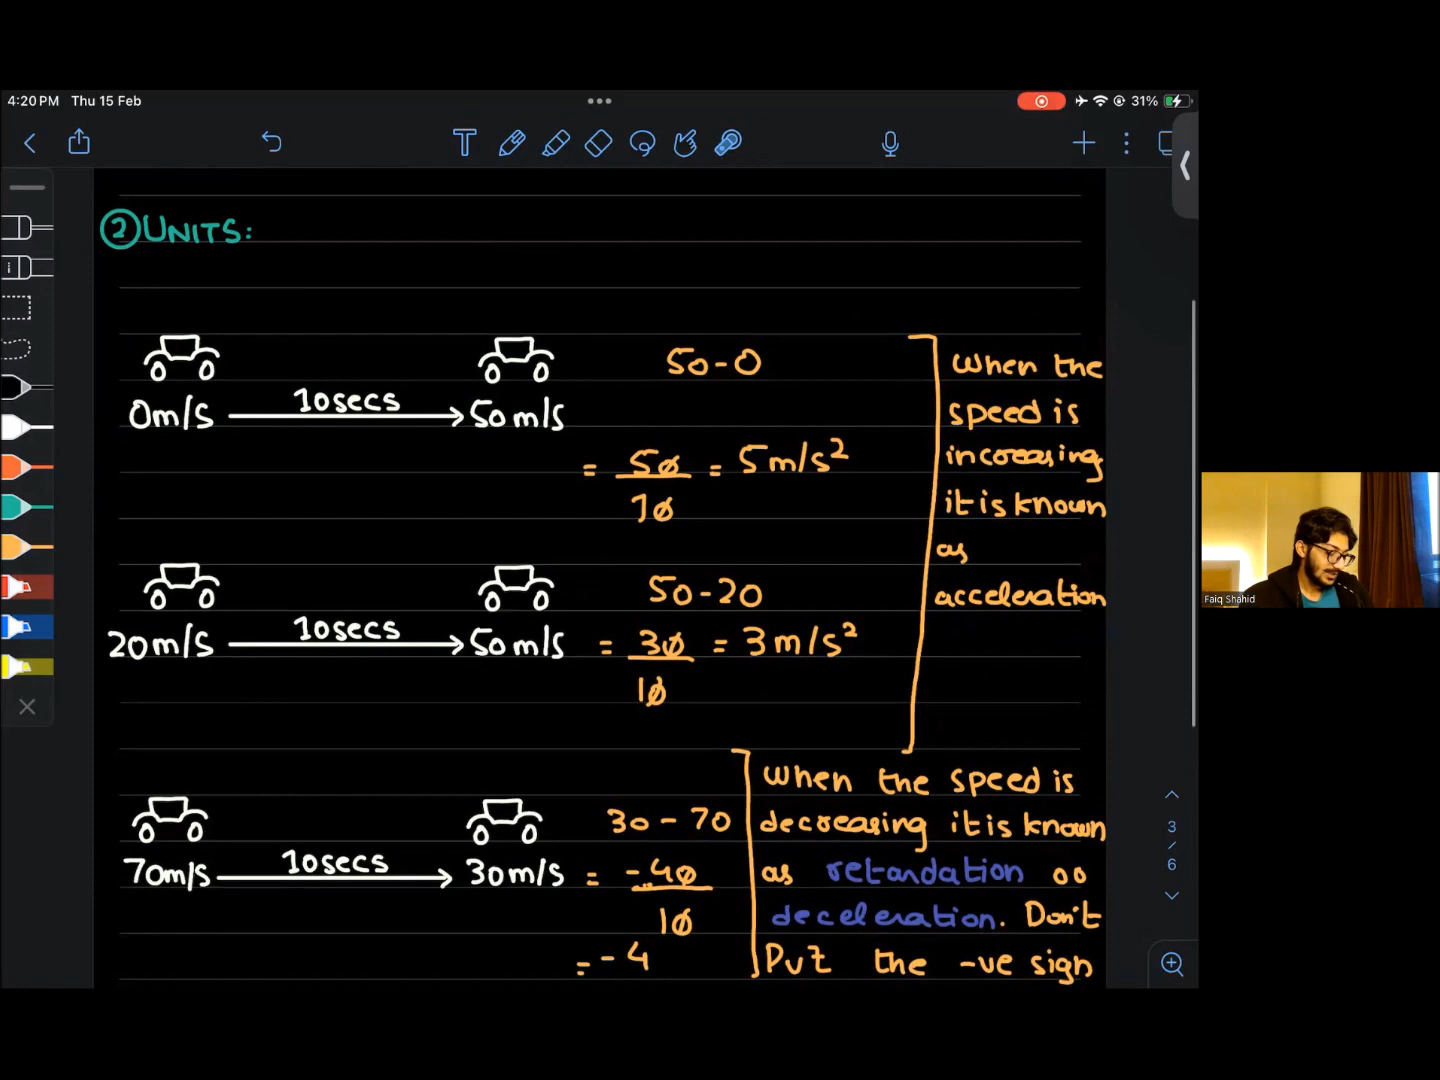 4:20 PM Thu 15 Feb
31%
② UNITS:
50-0
0m/s 10secs 50m/s
= 50/10 = 5m/s²
When the
speed is
increasing
it is known
as
acceleration
50-20
20m/s 10secs 50m/s = 30/10 = 3m/s²
30-70
70m/s 10secs 30m/s = -40/10
= -4
when the speed is
decreasing it is known
as retardation or
deceleration. Don't
Put the -ve sign
3
/
6
Faiq Shahid